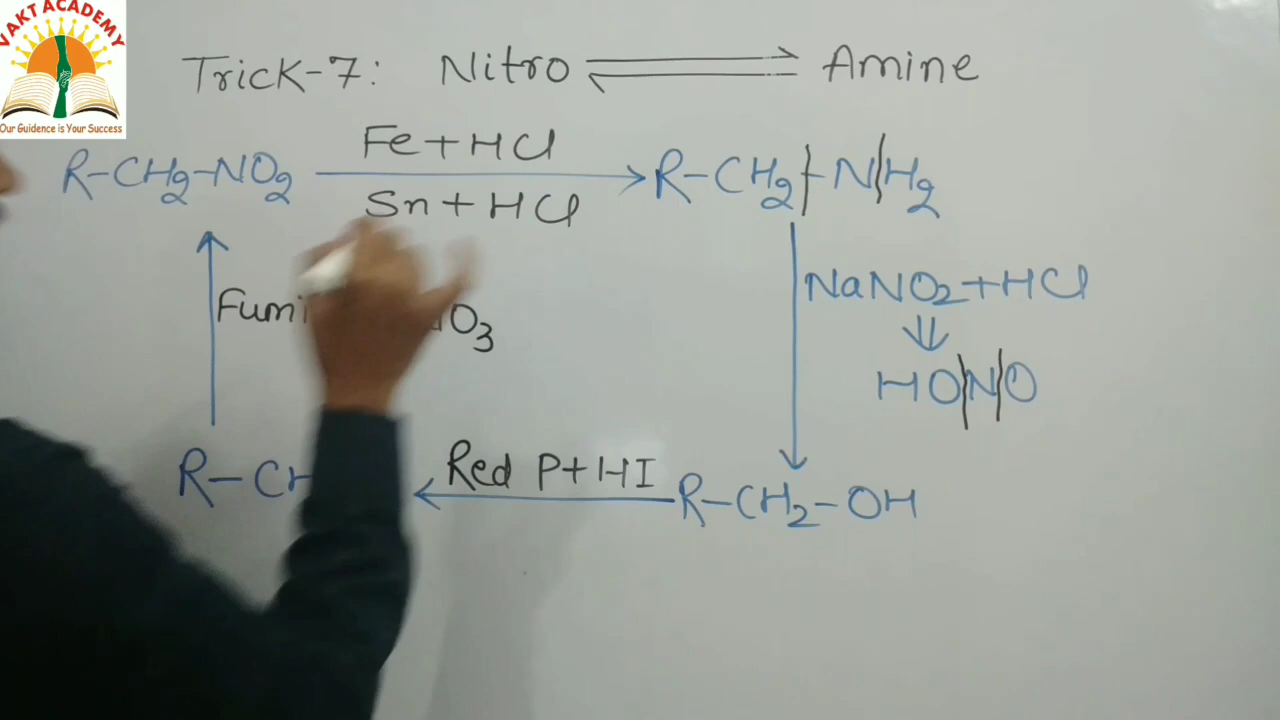 VAKT ACADEMY
Our Guidence is Your Success
Trick-7: Nitro ⇌ Amine
R-CH2-NO2 Fe+HCl → R-CH2-NH2
Sn+HCl
NaNO2+HCl
O3
⇓
HONO
Red P+HI
R-CH2-OH